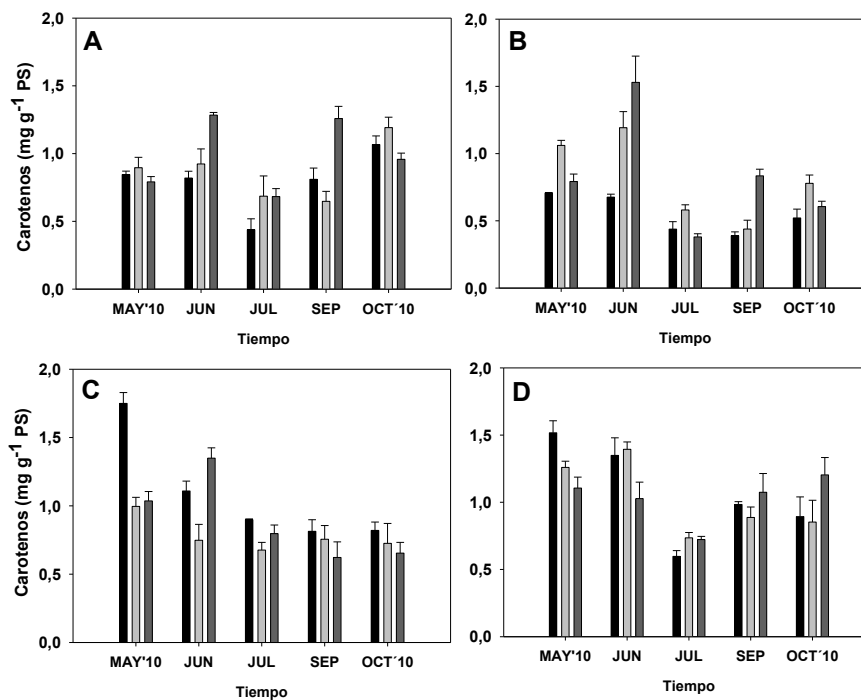 A
2,0
1,5
1,0
0,5
0,0
Carotenos (mg g-1 PS)
MAY'10 JUN JUL SEP OCT´10
Tiempo
B
2,0
1,5
1,0
0,5
0,0
MAY'10 JUN JUL SEP OCT´10
Tiempo
C
2,0
1,5
1,0
0,5
0,0
Carotenos (mg g-1 PS)
MAY'10 JUN JUL SEP OCT´10
Tiempo
D
2,0
1,5
1,0
0,5
0,0
MAY'10 JUN JUL SEP OCT´10
Tiempo